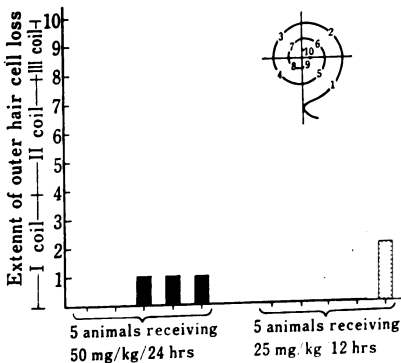 Extennt of outer hair cell loss
I coil II coil III coil
10
9
8
7
6
5
4
3
2
1
3 2
7 6
10
8 9
4 5
1
5 animals receiving
50 mg/kg/24 hrs
5 animals receiving
25 mg/kg 12 hrs